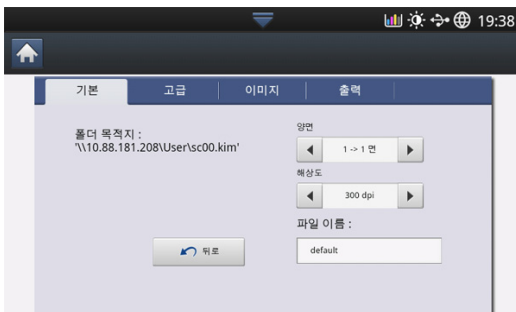 19:38
기본
고급
이미지
출력
폴더 목적지 :
'\\10.88.181.208\User\sc00.kim'
양면
1 -> 1 면
해상도
300 dpi
파일 이름 :
default
뒤로